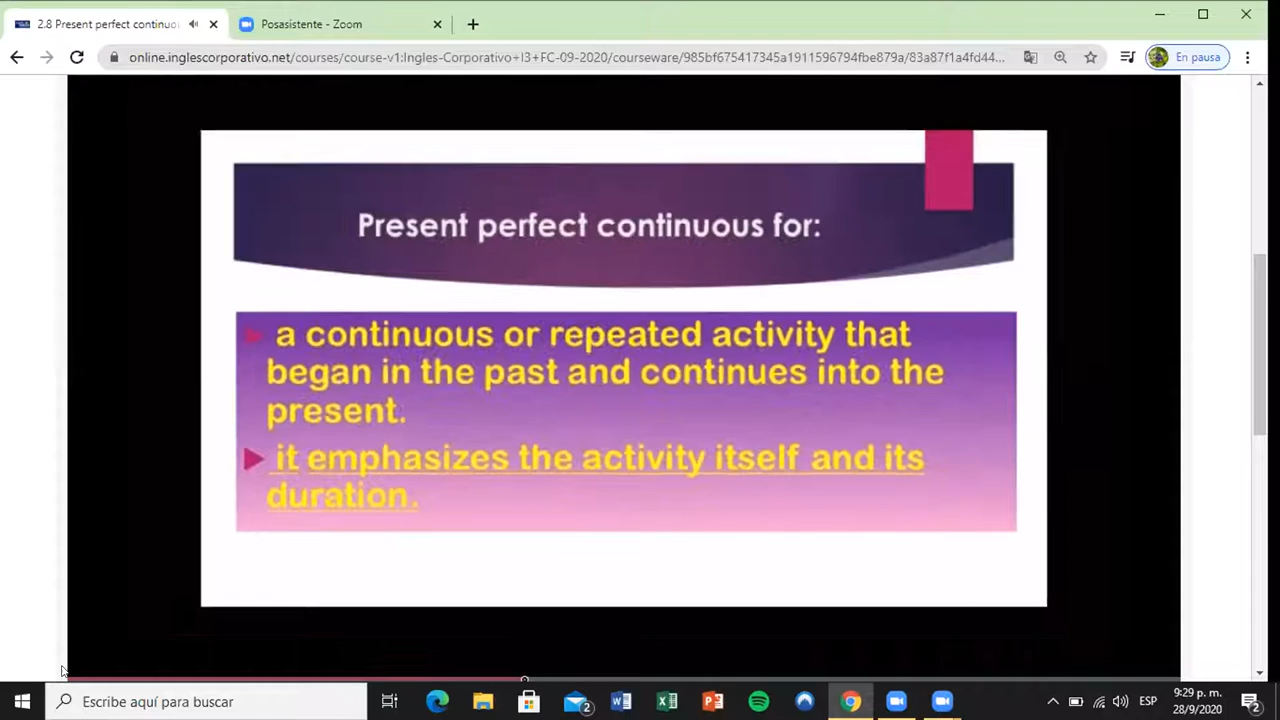 2.8 Present perfect continuou
Posasistente - Zoom
online.inglescorporativo.net/courses/course-v1:Ingles-Corporativo+I3+FC-09-2020/courseware/985bf675417345a1911596794fbe879a/83a87f1a4fd44...
En pausa
Present perfect continuous for:
a continuous or repeated activity that
began in the past and continues into the
present.
it emphasizes the activity itself and its
duration.
Escribe aquí para buscar
2
ESP
9:29 p. m.
28/9/2020
2